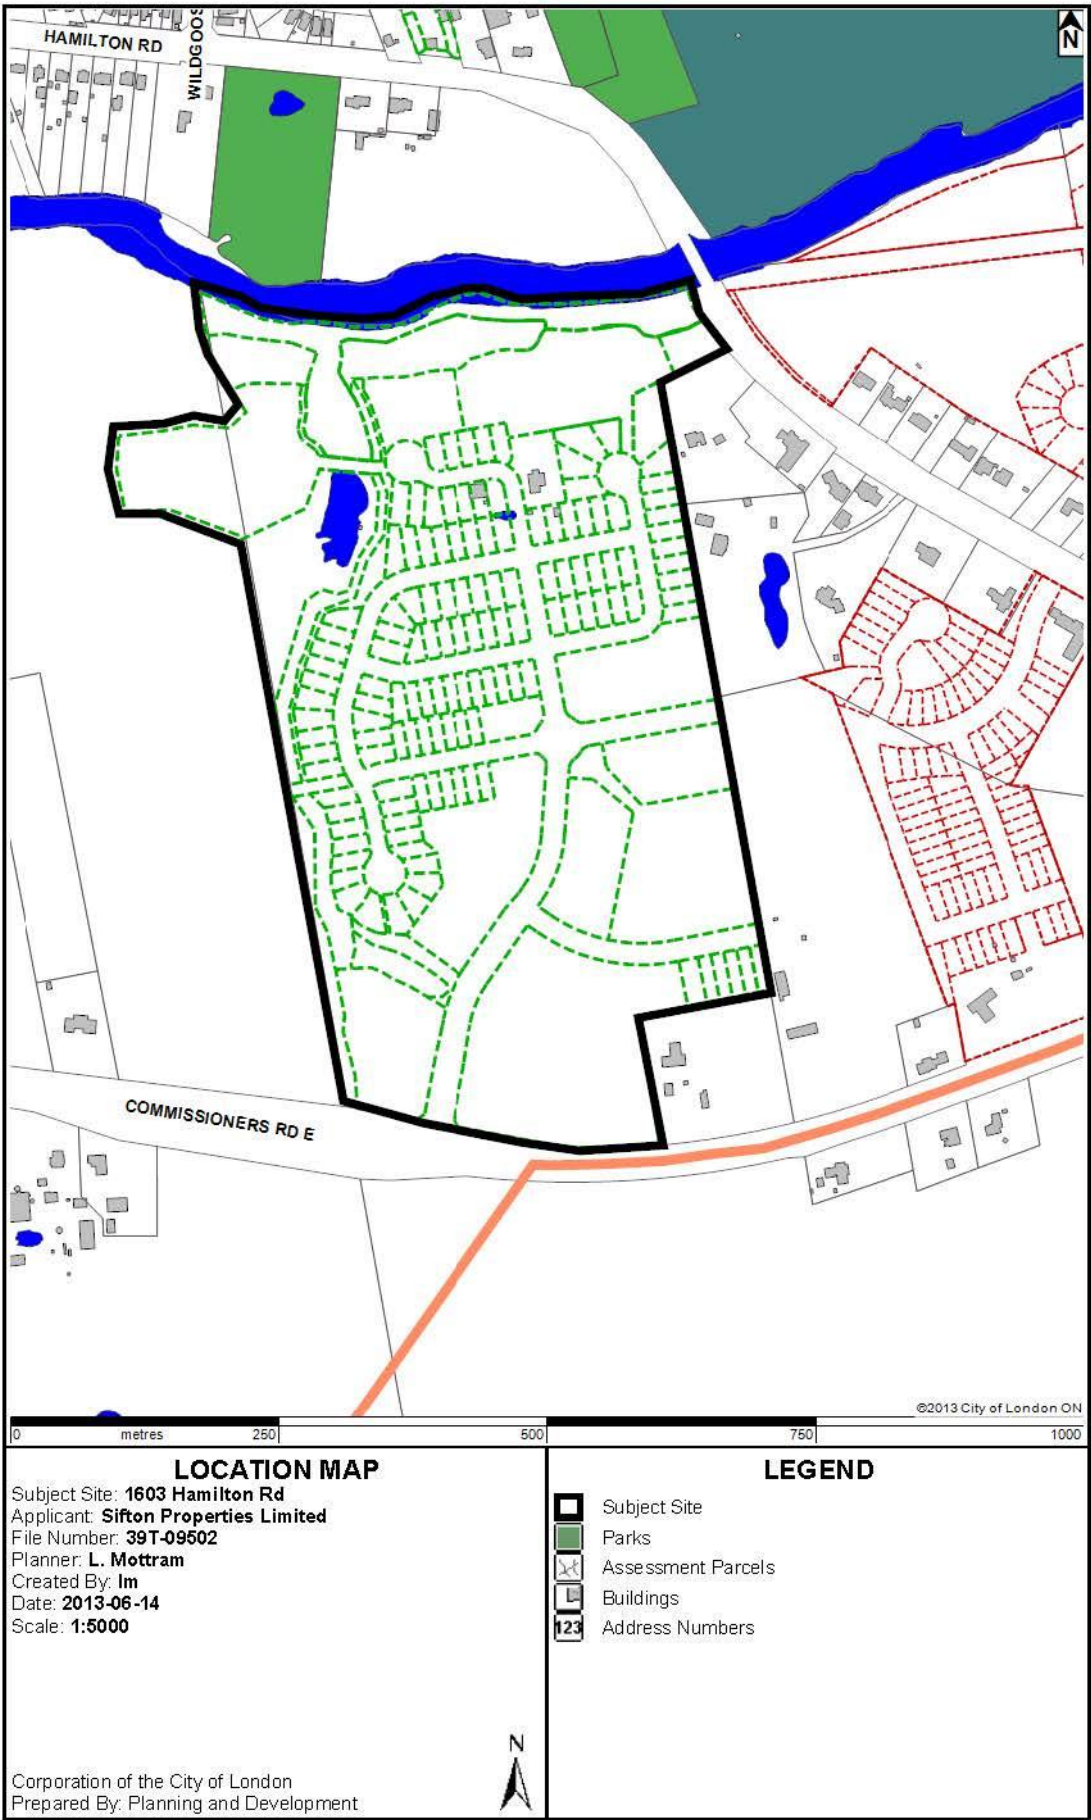 HAMILTON RD
WILDGOOS
N
COMMISSIONERS RD E
©2013 City of London ON
0 metres 250 500 750 1000
LOCATION MAP
Subject Site: 1603 Hamilton Rd
Applicant: Sifton Properties Limited
File Number: 39T-09502
Planner: L. Mottram
Created By: lm
Date: 2013-06-14
Scale: 1:5000
N
Corporation of the City of London
Prepared By: Planning and Development
LEGEND
Subject Site
Parks
Assessment Parcels
Buildings
123 Address Numbers